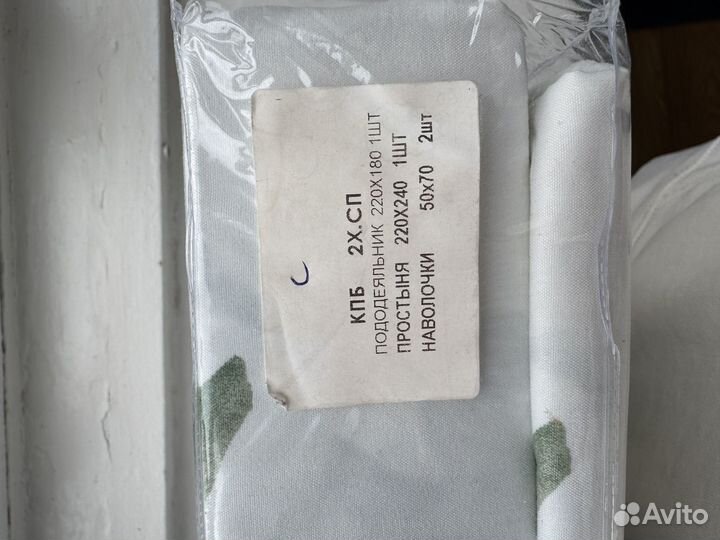 КПБ 2Х.СП
ПОДОДЕЯЛЬНИК 220Х180 1ШТ
ПРОСТЫНЯ 220Х240 1ШТ
НАВОЛОЧКИ 50х70 2шт
Avito